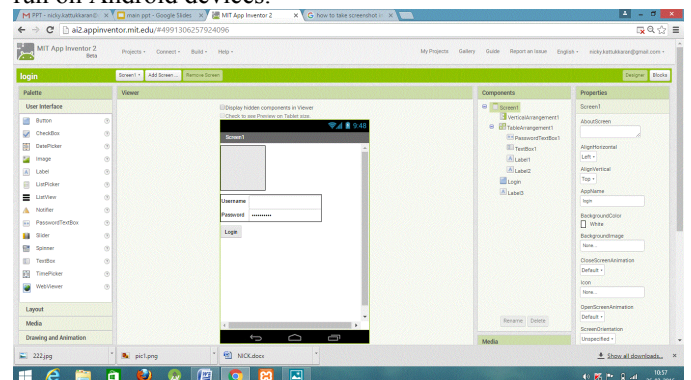 run on Android devices.
PPT - nicky.kattukkaran@
main.ppt - Google Slides
MIT App Inventor 2
how to take screenshot in
ai2.appinventor.mit.edu/#4991306257924096
MIT App Inventor 2
Beta
Projects
Connect
Build
Help
My Projects
Gallery
Guide
Report an Issue
English
nicky.kattukkaran@gmail.com
login
Screen1
Add Screen ...
Remove Screen
Designer
Blocks
Palette
Viewer
Components
Properties
User Interface
Button
CheckBox
DatePicker
Image
Label
ListPicker
ListView
Notifier
PasswordTextBox
Slider
Spinner
TextBox
TimePicker
WebViewer
Layout
Media
Drawing and Animation
Display hidden components in Viewer
Check to see Preview on Tablet size.
9:48
Screen1
Username
Password
Login
Screen1
VerticalArrangement1
TableArrangement1
PasswordTextBox1
TextBox1
Label1
Label2
Login
Label3
Rename
Delete
Media
Screen1
AboutScreen
AlignHorizontal
Left
AlignVertical
Top
AppName
login
BackgroundColor
White
BackgroundImage
None...
CloseScreenAnimation
Default
Icon
None...
OpenScreenAnimation
Default
ScreenOrientation
Unspecified
222.jpg
pic1.png
NICK.docx
Show all downloads...
10:57